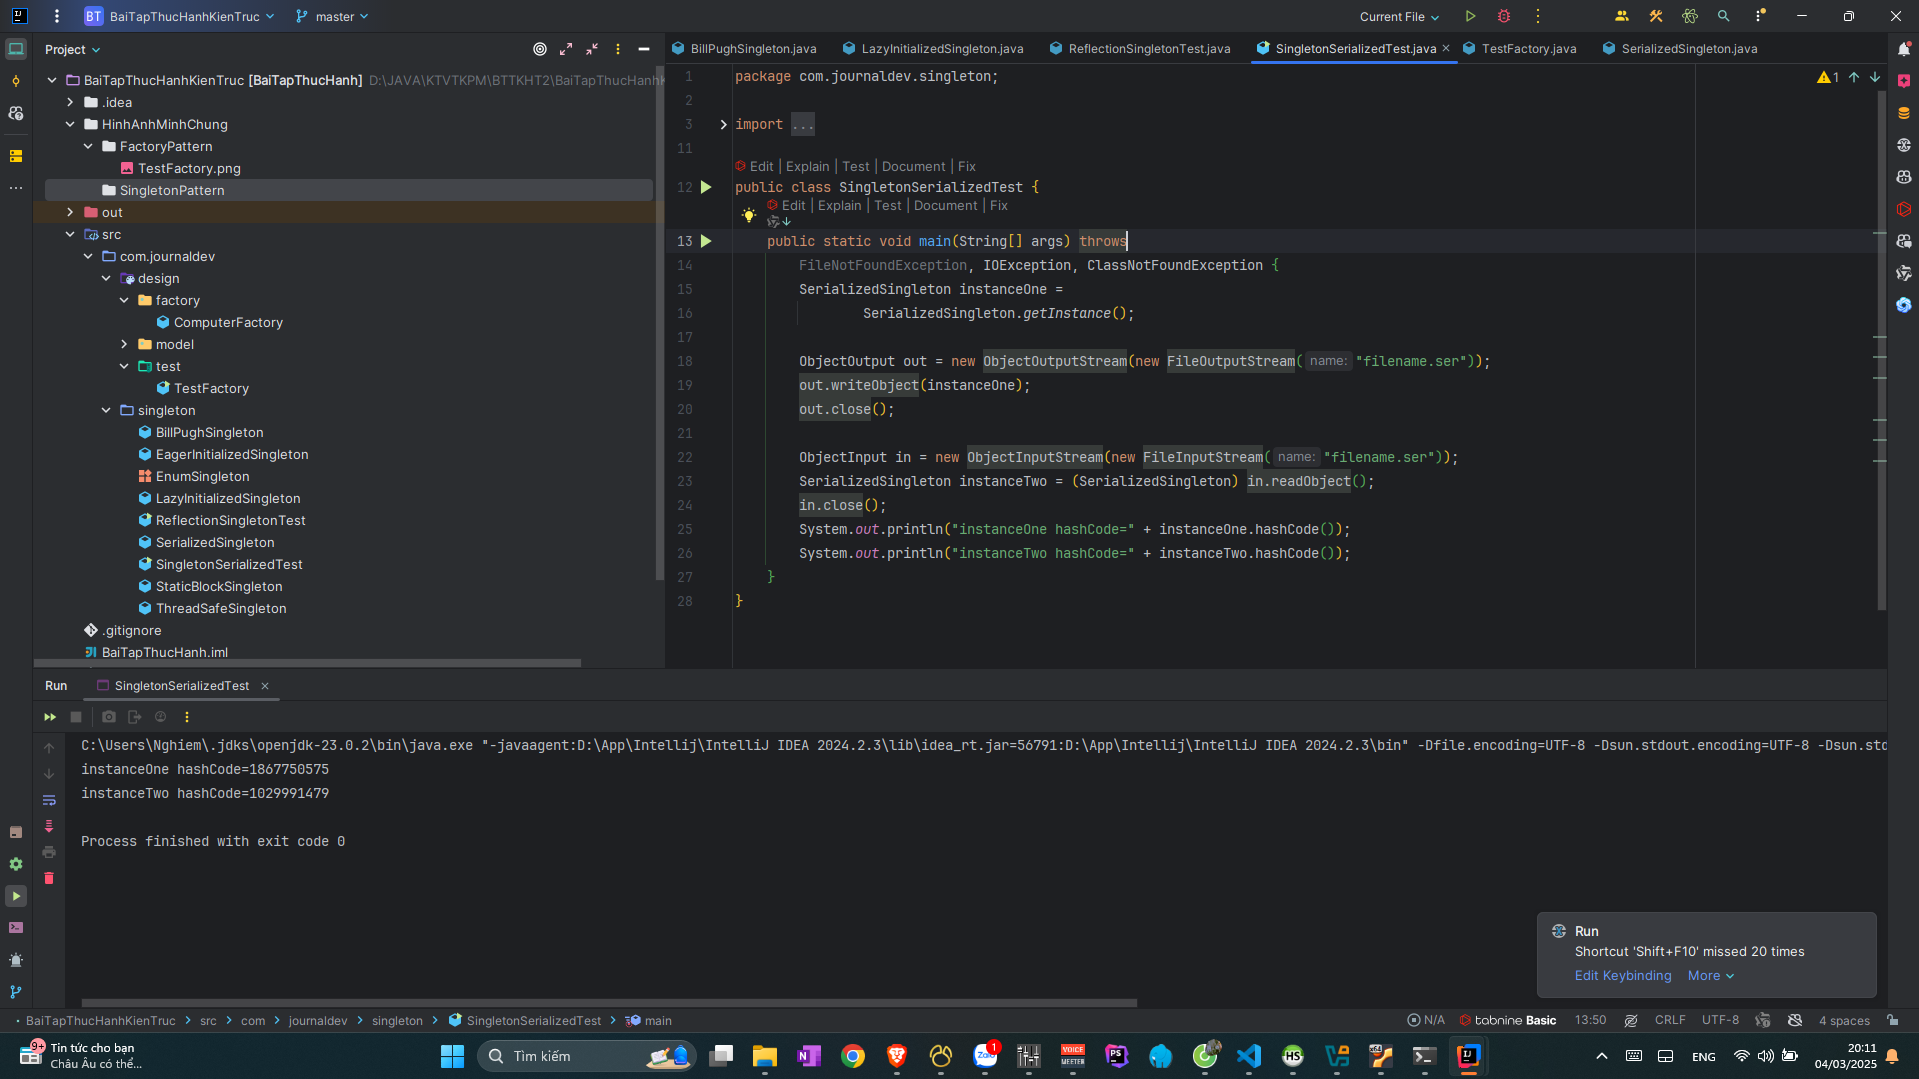 BT BaiTapThucHanhKienTruc master Current File
Project
BaiTapThucHanhKienTruc [BaiTapThucHanh] D:\JAVA\KTVTKPM\BTTKHT2\BaiTapThucHanhK
.idea
HinhAnhMinhChung
FactoryPattern
TestFactory.png
SingletonPattern
out
src
com.journaldev
design
factory
ComputerFactory
model
test
TestFactory
singleton
BillPughSingleton
EagerInitializedSingleton
EnumSingleton
LazyInitializedSingleton
ReflectionSingletonTest
SerializedSingleton
SingletonSerializedTest
StaticBlockSingleton
ThreadSafeSingleton
.gitignore
BaiTapThucHanh.iml
BillPughSingleton.java LazyInitializedSingleton.java ReflectionSingletonTest.java SingletonSerializedTest.java TestFactory.java SerializedSingleton.java
1 package com.journaldev.singleton; 1
2
3 import ...
11
Edit | Explain | Test | Document | Fix
12 public class SingletonSerializedTest {
Edit | Explain | Test | Document | Fix
13 public static void main(String[] args) throws
14 FileNotFoundException, IOException, ClassNotFoundException {
15 SerializedSingleton instanceOne =
16 SerializedSingleton.getInstance();
17
18 ObjectOutput out = new ObjectOutputStream(new FileOutputStream( name: "filename.ser"));
19 out.writeObject(instanceOne);
20 out.close();
21
22 ObjectInput in = new ObjectInputStream(new FileInputStream( name: "filename.ser"));
23 SerializedSingleton instanceTwo = (SerializedSingleton) in.readObject();
24 in.close();
25 System.out.println("instanceOne hashCode=" + instanceOne.hashCode());
26 System.out.println("instanceTwo hashCode=" + instanceTwo.hashCode());
27 }
28 }
Run SingletonSerializedTest
C:\Users\Nghiem\.jdks\openjdk-23.0.2\bin\java.exe "-javaagent:D:\App\Intellij\IntelliJ IDEA 2024.2.3\lib\idea_rt.jar=56791:D:\App\Intellij\IntelliJ IDEA 2024.2.3\bin" -Dfile.encoding=UTF-8 -Dsun.stdout.encoding=UTF-8 -Dsun.std
instanceOne hashCode=1867750575
instanceTwo hashCode=1029991479
Process finished with exit code 0
Run
Shortcut 'Shift+F10' missed 20 times
Edit Keybinding More
BaiTapThucHanhKienTruc src com journaldev singleton SingletonSerializedTest main N/A tabnine Basic 13:50 CRLF UTF-8 4 spaces
9+ Tin tức cho bạn
Châu Âu có thể...
Tìm kiếm
Zalo 1
VOICE MEETER
PS
HS
ENG
20:11
04/03/2025